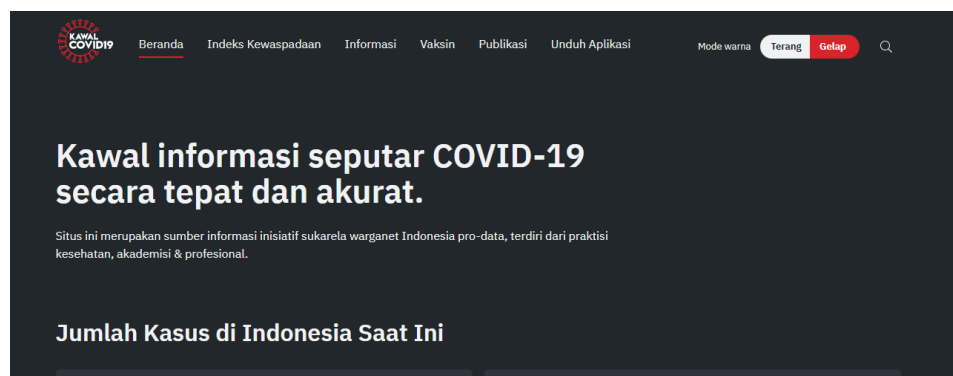 KAWAL
COVID19
Beranda Indeks Kewaspadaan Informasi Vaksin Publikasi Unduh Aplikasi Mode warna Terang Gelap
Kawal informasi seputar COVID-19
secara tepat dan akurat.
Situs ini merupakan sumber informasi inisiatif sukarela warganet Indonesia pro-data, terdiri dari praktisi
kesehatan, akademisi & profesional.
Jumlah Kasus di Indonesia Saat Ini